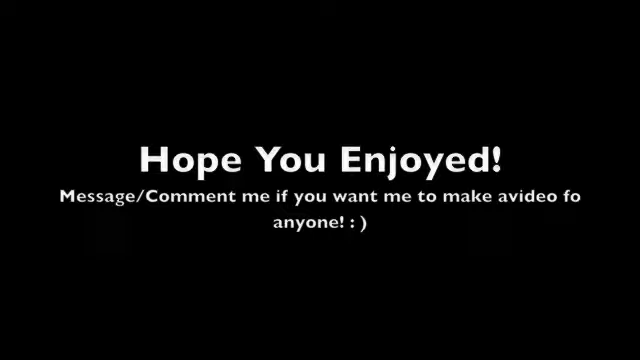 Hope You Enjoyed!
Message/Comment me if you want me to make avideo fo
anyone! : )